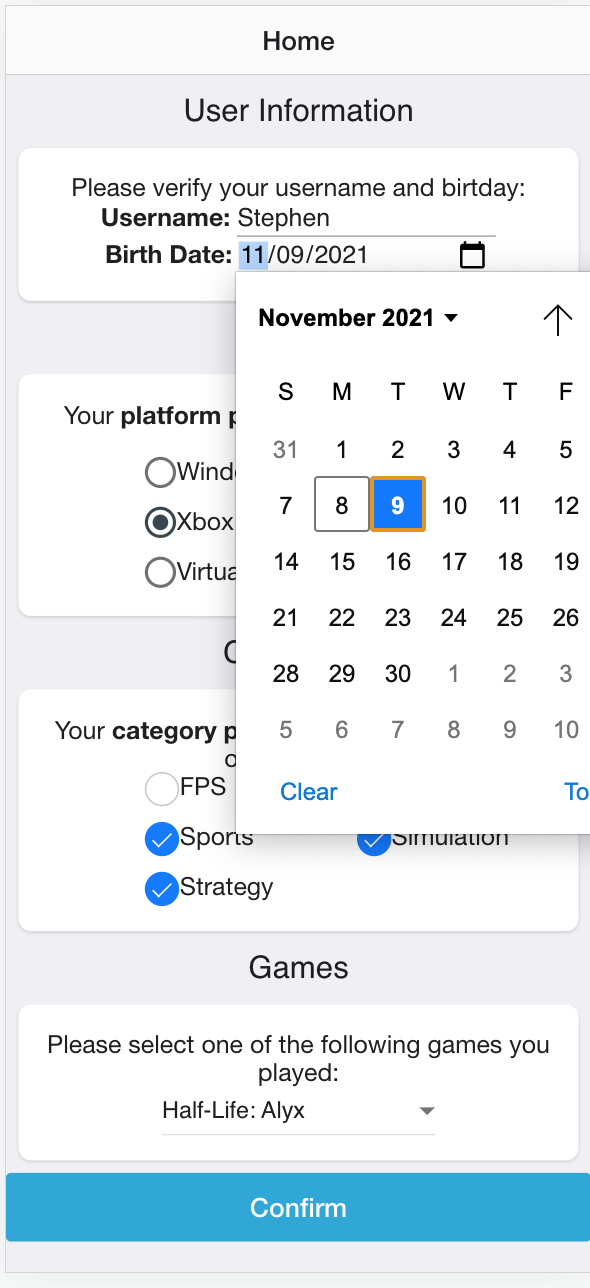 Home
User Information
Please verify your username and birtday:
Username: Stephen
Birth Date: 11/09/2021
November 2021
S M T W T F
31 1 2 3 4 5
7 8 9 10 11 12
14 15 16 17 18 19
21 22 23 24 25 26
28 29 30 1 2 3
5 6 7 8 9 10
Clear To
Your platform
Xbox
Your category
FPS
Sports Simulation
Strategy
Games
Please select one of the following games you
played:
Half-Life: Alyx
Confirm